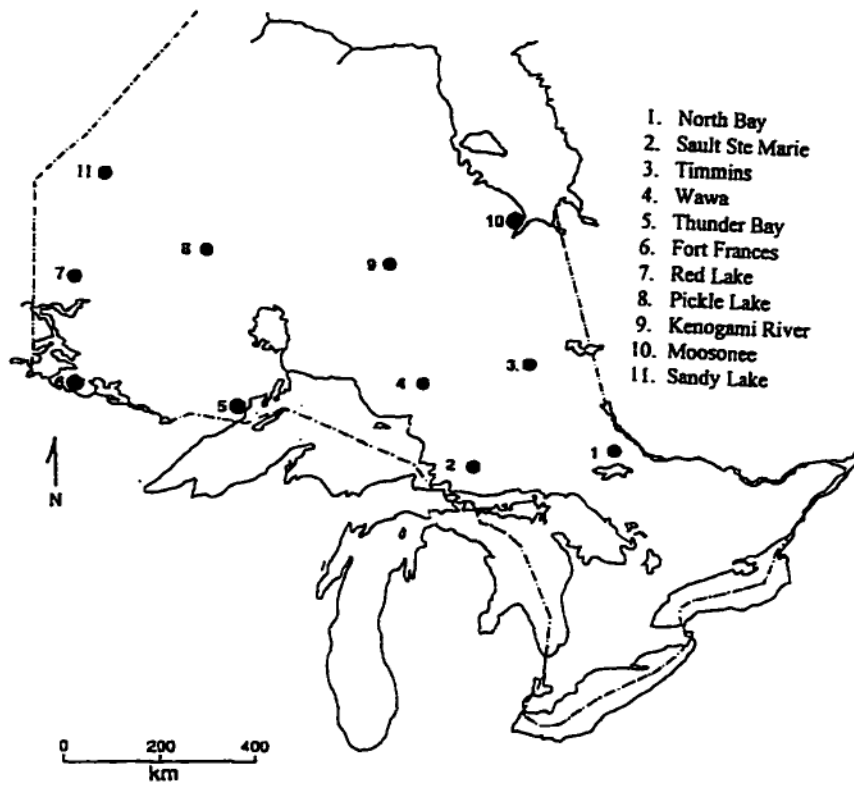 1. North Bay
2. Sault Ste Marie
3. Timmins
4. Wawa
5. Thunder Bay
6. Fort Frances
7. Red Lake
8. Pickle Lake
9. Kenogami River
10. Moosonee
11. Sandy Lake
11
10
8
9
7
3.
6
4
5
1
2
N
0 200 400
km